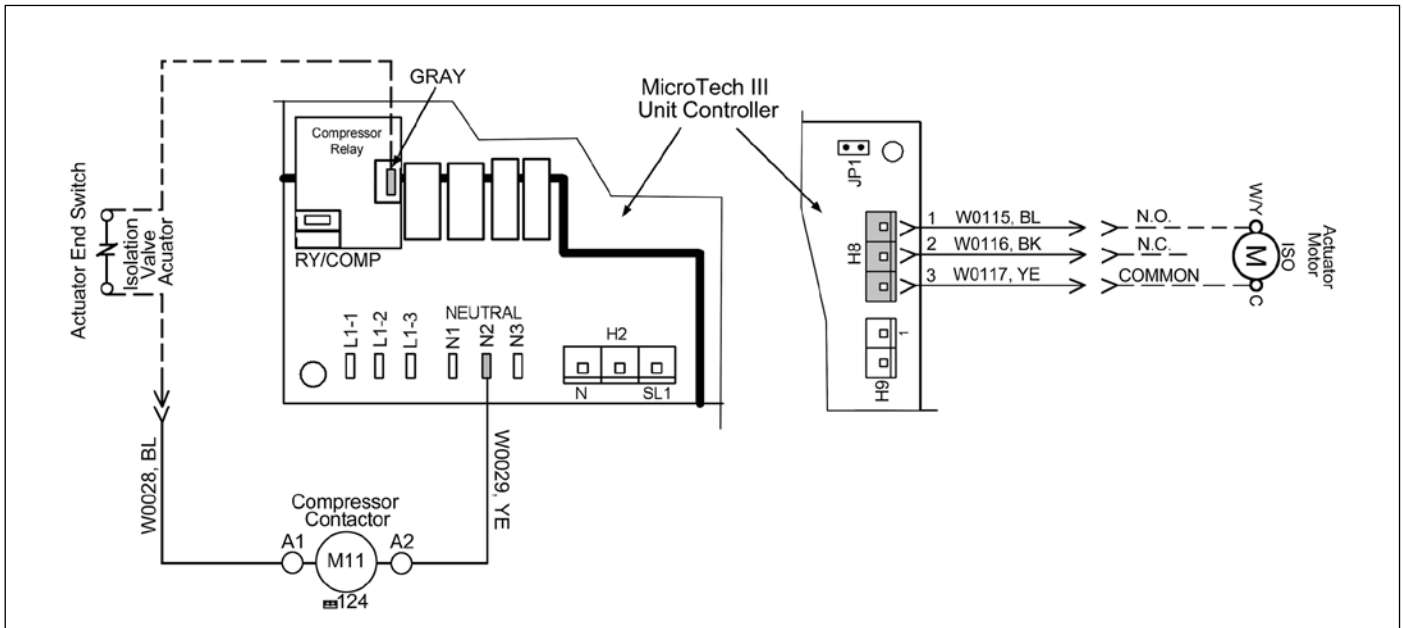 GRAY
MicroTech III
Unit Controller
Compressor
Relay
RY/COMP
Actuator End Switch
Isolation
Valve
Acuator
L1-1
L1-2
L1-3
NEUTRAL
N1
N2
N3
H2
N
SL1
W0028, BL
W0029, YE
Compressor
Contactor
A1
M11
A2
124
JP1
H8
1 W0115, BL N.O.
2 W0116, BK N.C.
3 W0117, YE COMMON
1
H9
W/Y
M
C
ISO
Actuator
Motor